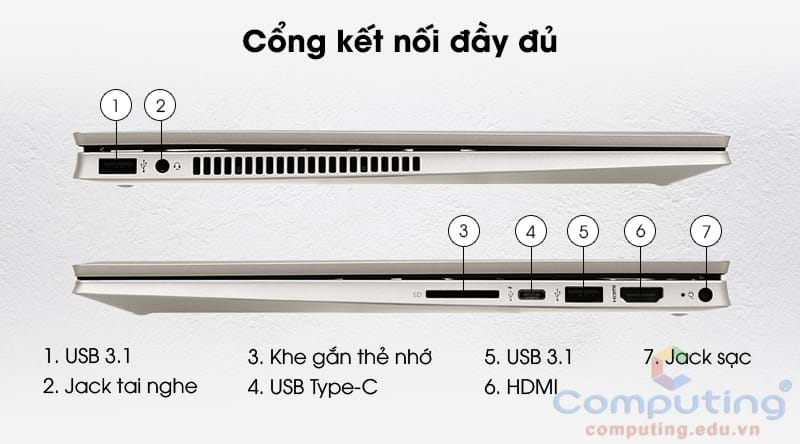 Cổng kết nối đầy đủ
1 2
3 4 5 6 7
SD HDMI
1. USB 3.1
2. Jack tai nghe
3. Khe gắn thẻ nhớ
4. USB Type-C
5. USB 3.1
6. HDMI
7. Jack sạc
Computing®
computing.edu.vn